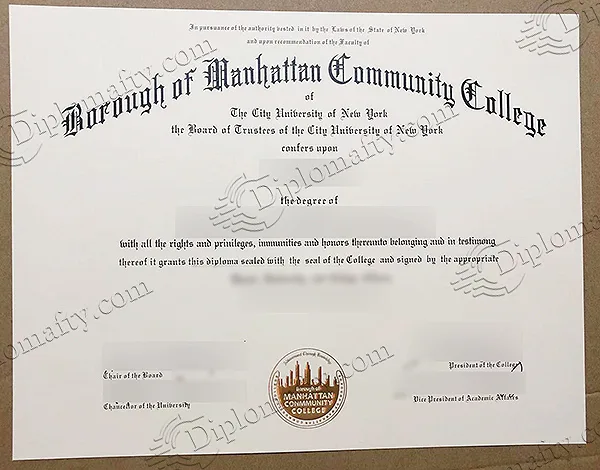 In pursuance of the authority vested in it by the Laws of the State of New York
and upon recommendation of the Faculty of
Borough of Manhattan Community College
of
The City University of New York
the Board of Trustees of the City University of New York
confers upon
the degree of
with all the rights and privileges, immunities and honors thereunto belonging and in testimony
thereof it grants this diploma sealed with the seal of the College and signed by the appropriate
Chair of the Board
President of the College
Chancellor of the University
Vice President of Academic Affairs
Borough of
MANHATTAN
COMMUNITY
COLLEGE
Diplomafty.com
Diplomafty.com
Diplomafty.com
Diplomafty.com
Diplomafty.com